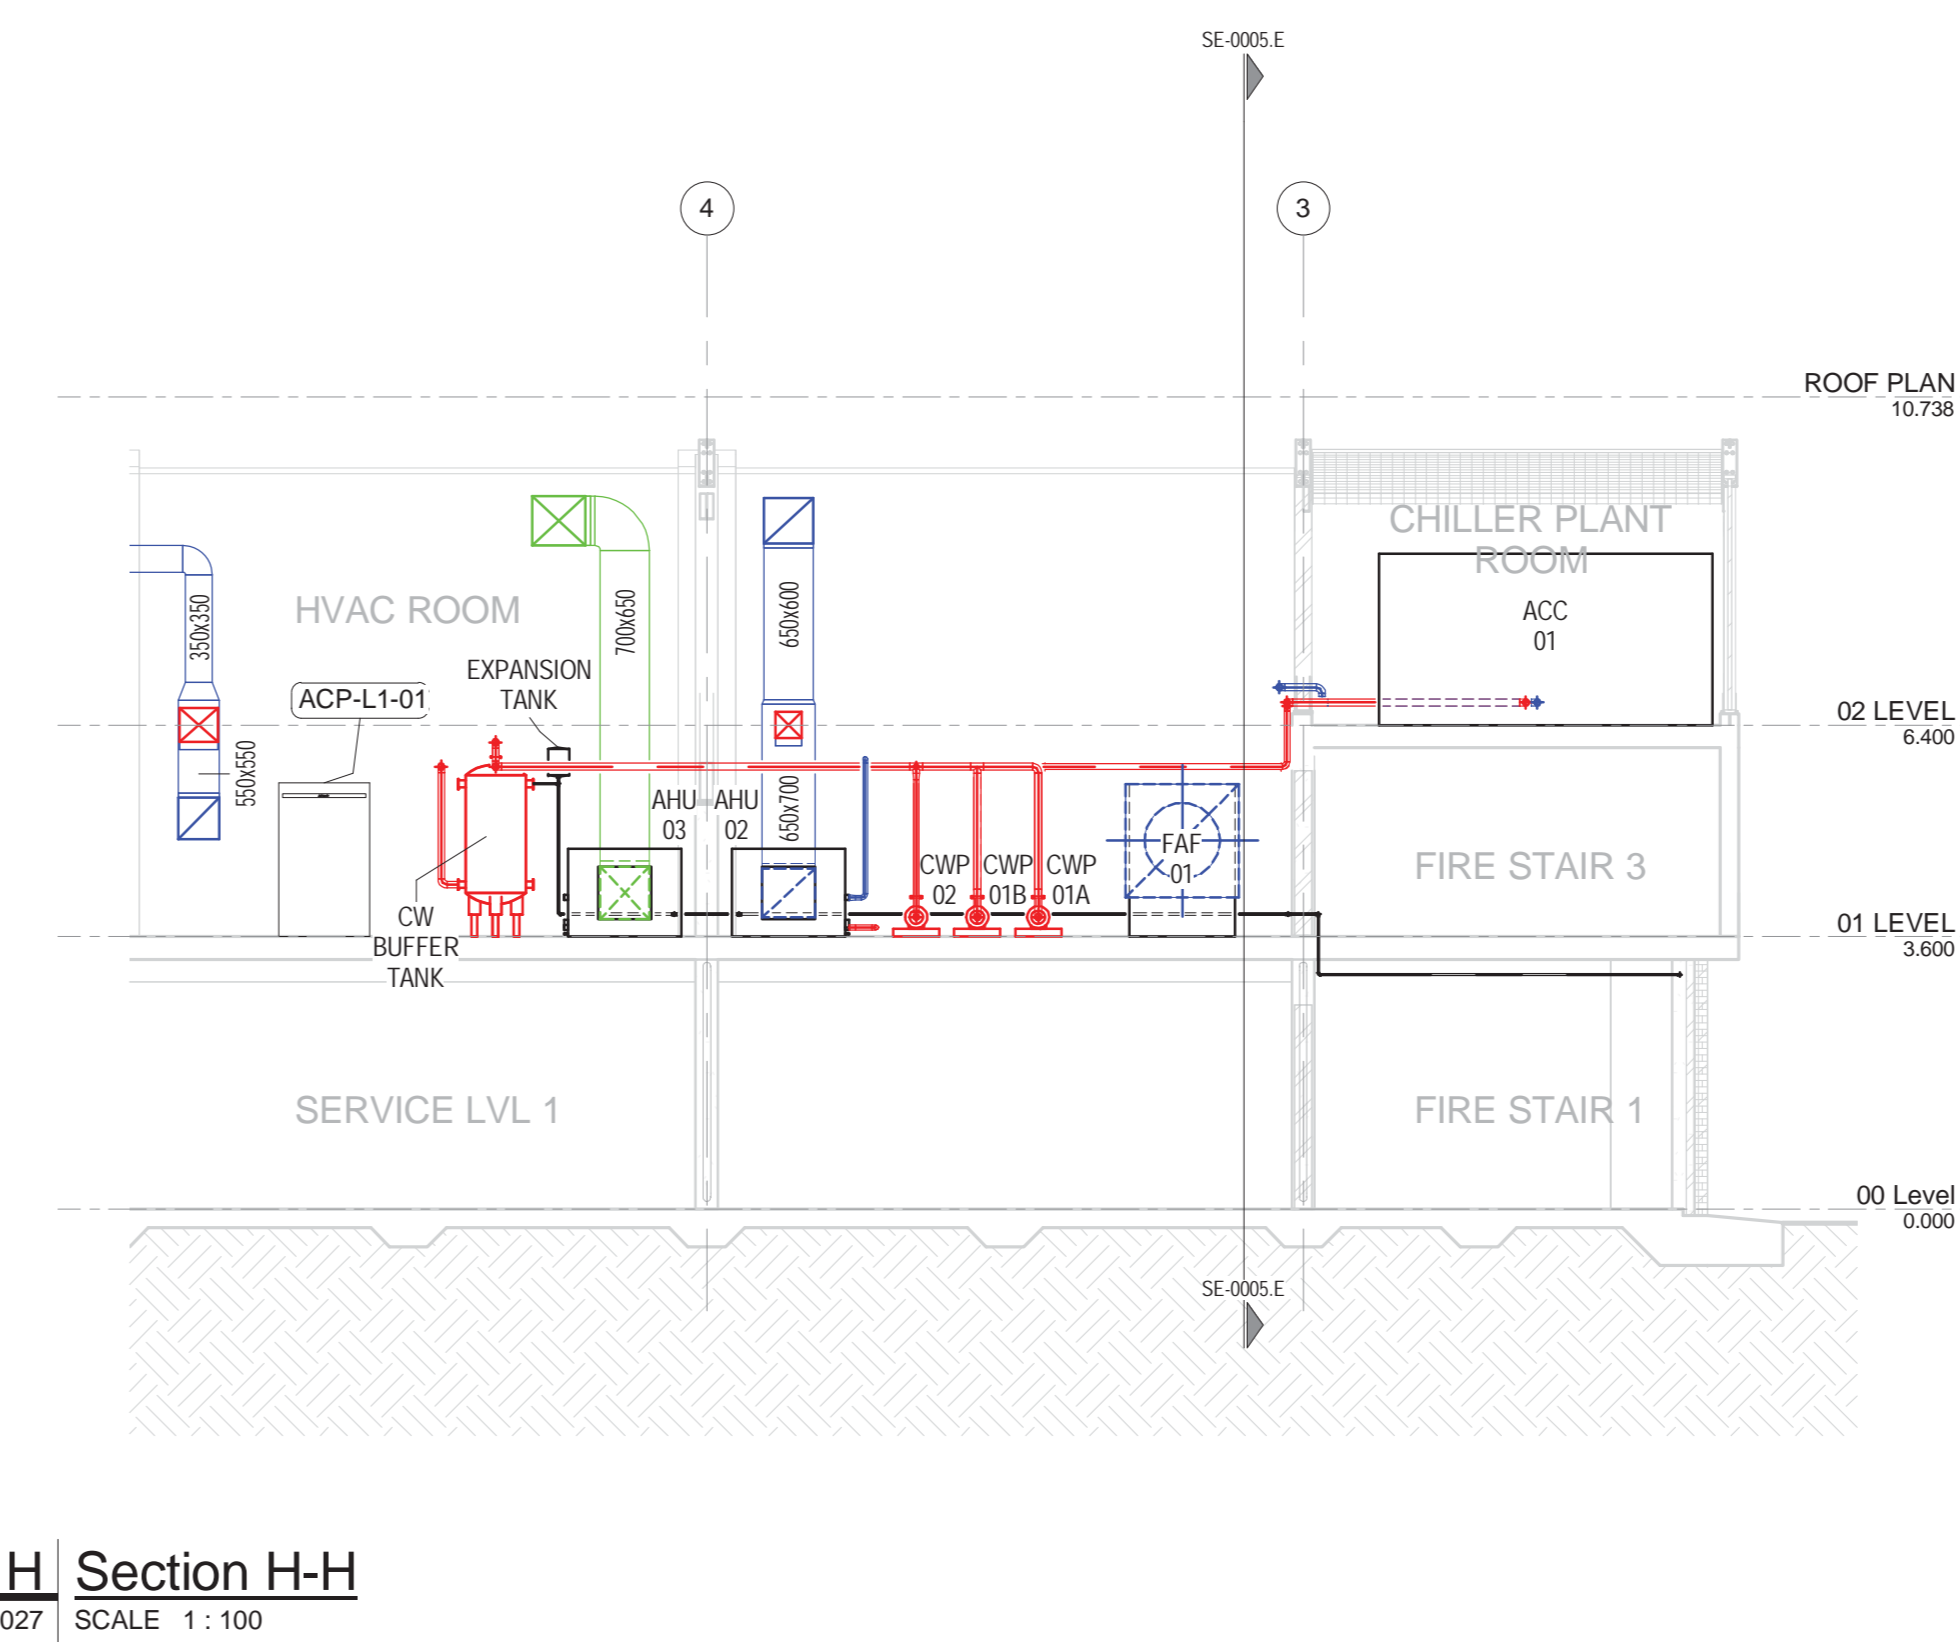 SE-0005.E
4
3
ROOF PLAN
10.738
CHILLER PLANT
ROOM
ACC
01
HVAC ROOM
350x350
700x650
650x600
EXPANSION
TANK
ACP-L1-01
02 LEVEL
6.400
550x550
650x700
AHU
03
AHU
02
FAF
01
CWP
02
CWP
01B
CWP
01A
FIRE STAIR 3
CW
BUFFER
TANK
01 LEVEL
3.600
SERVICE LVL 1
FIRE STAIR 1
00 Level
0.000
SE-0005.E
H
Section H-H
027
SCALE 1 : 100